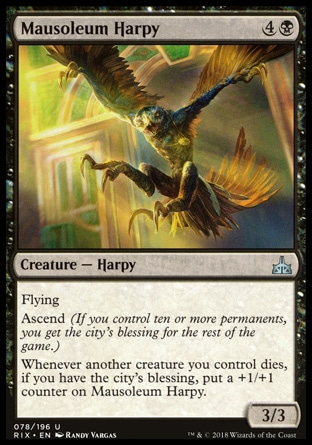 Mausoleum Harpy 4
Creature — Harpy
Flying
Ascend (If you control ten or more permanents,
you get the city's blessing for the rest of the
game.)
Whenever another creature you control dies,
if you have the city's blessing, put a +1/+1
counter on Mausoleum Harpy.
3/3
078/196 U
RIX • EN RANDY VARGAS ™ & © 2018 Wizards of the Coast